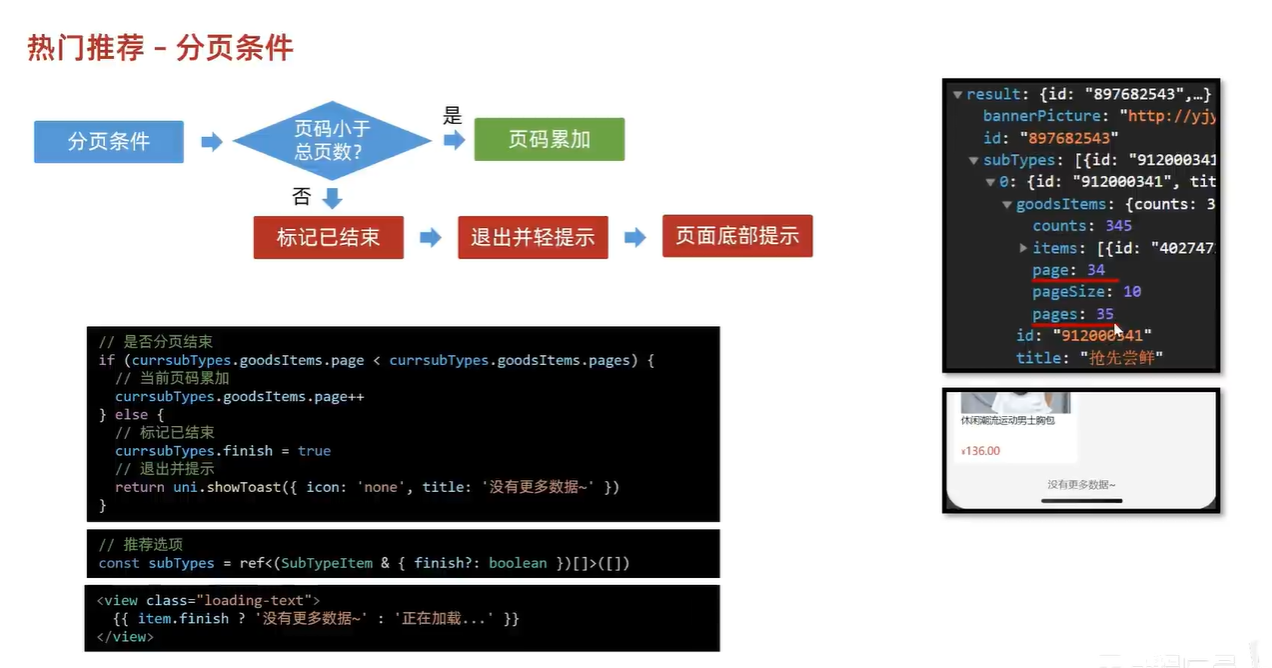 热门推荐 – 分页条件
分页条件
页码小于
总页数?
是
页码累加
否
标记已结束
退出并轻提示
页面底部提示
// 是否分页结束
if (currsubTypes.goodsItems.page < currsubTypes.goodsItems.pages) {
// 当前页码累加
currsubTypes.goodsItems.page++
} else {
// 标记已结束
currsubTypes.finish = true
// 退出并提示
return uni.showToast({ icon: 'none', title: '没有更多数据~' })
}
// 推荐选项
const subTypes = ref<(SubTypeItem & { finish?: boolean })[]>([])
<view class="loading-text">
{{ item.finish ? '没有更多数据~' : '正在加载...' }}
</view>
result: {id: "897682543",…}
bannerPicture: "http://yjy
id: "897682543"
subTypes: [{id: "912000341
0: {id: "912000341", tit
goodsItems: {counts: 3
counts: 345
items: [{id: "40274
page: 34
pageSize: 10
pages: 35
id: "912000341"
title: "抢先尝鲜"
休闲潮流运动男士胸包
¥136.00
没有更多数据~